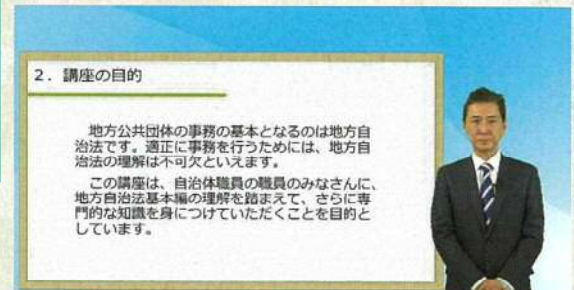 2．講座の目的
地方公共団体の事務の基本となるのは地方自
治法です。適正に事務を行うためには、地方自
治法の理解は不可欠といえます。
この講座は、自治体職員の職員のみなさんに、
地方自治法基本編の理解を踏まえて、さらに専
門的な知識を身につけていただくことを目的と
しています。